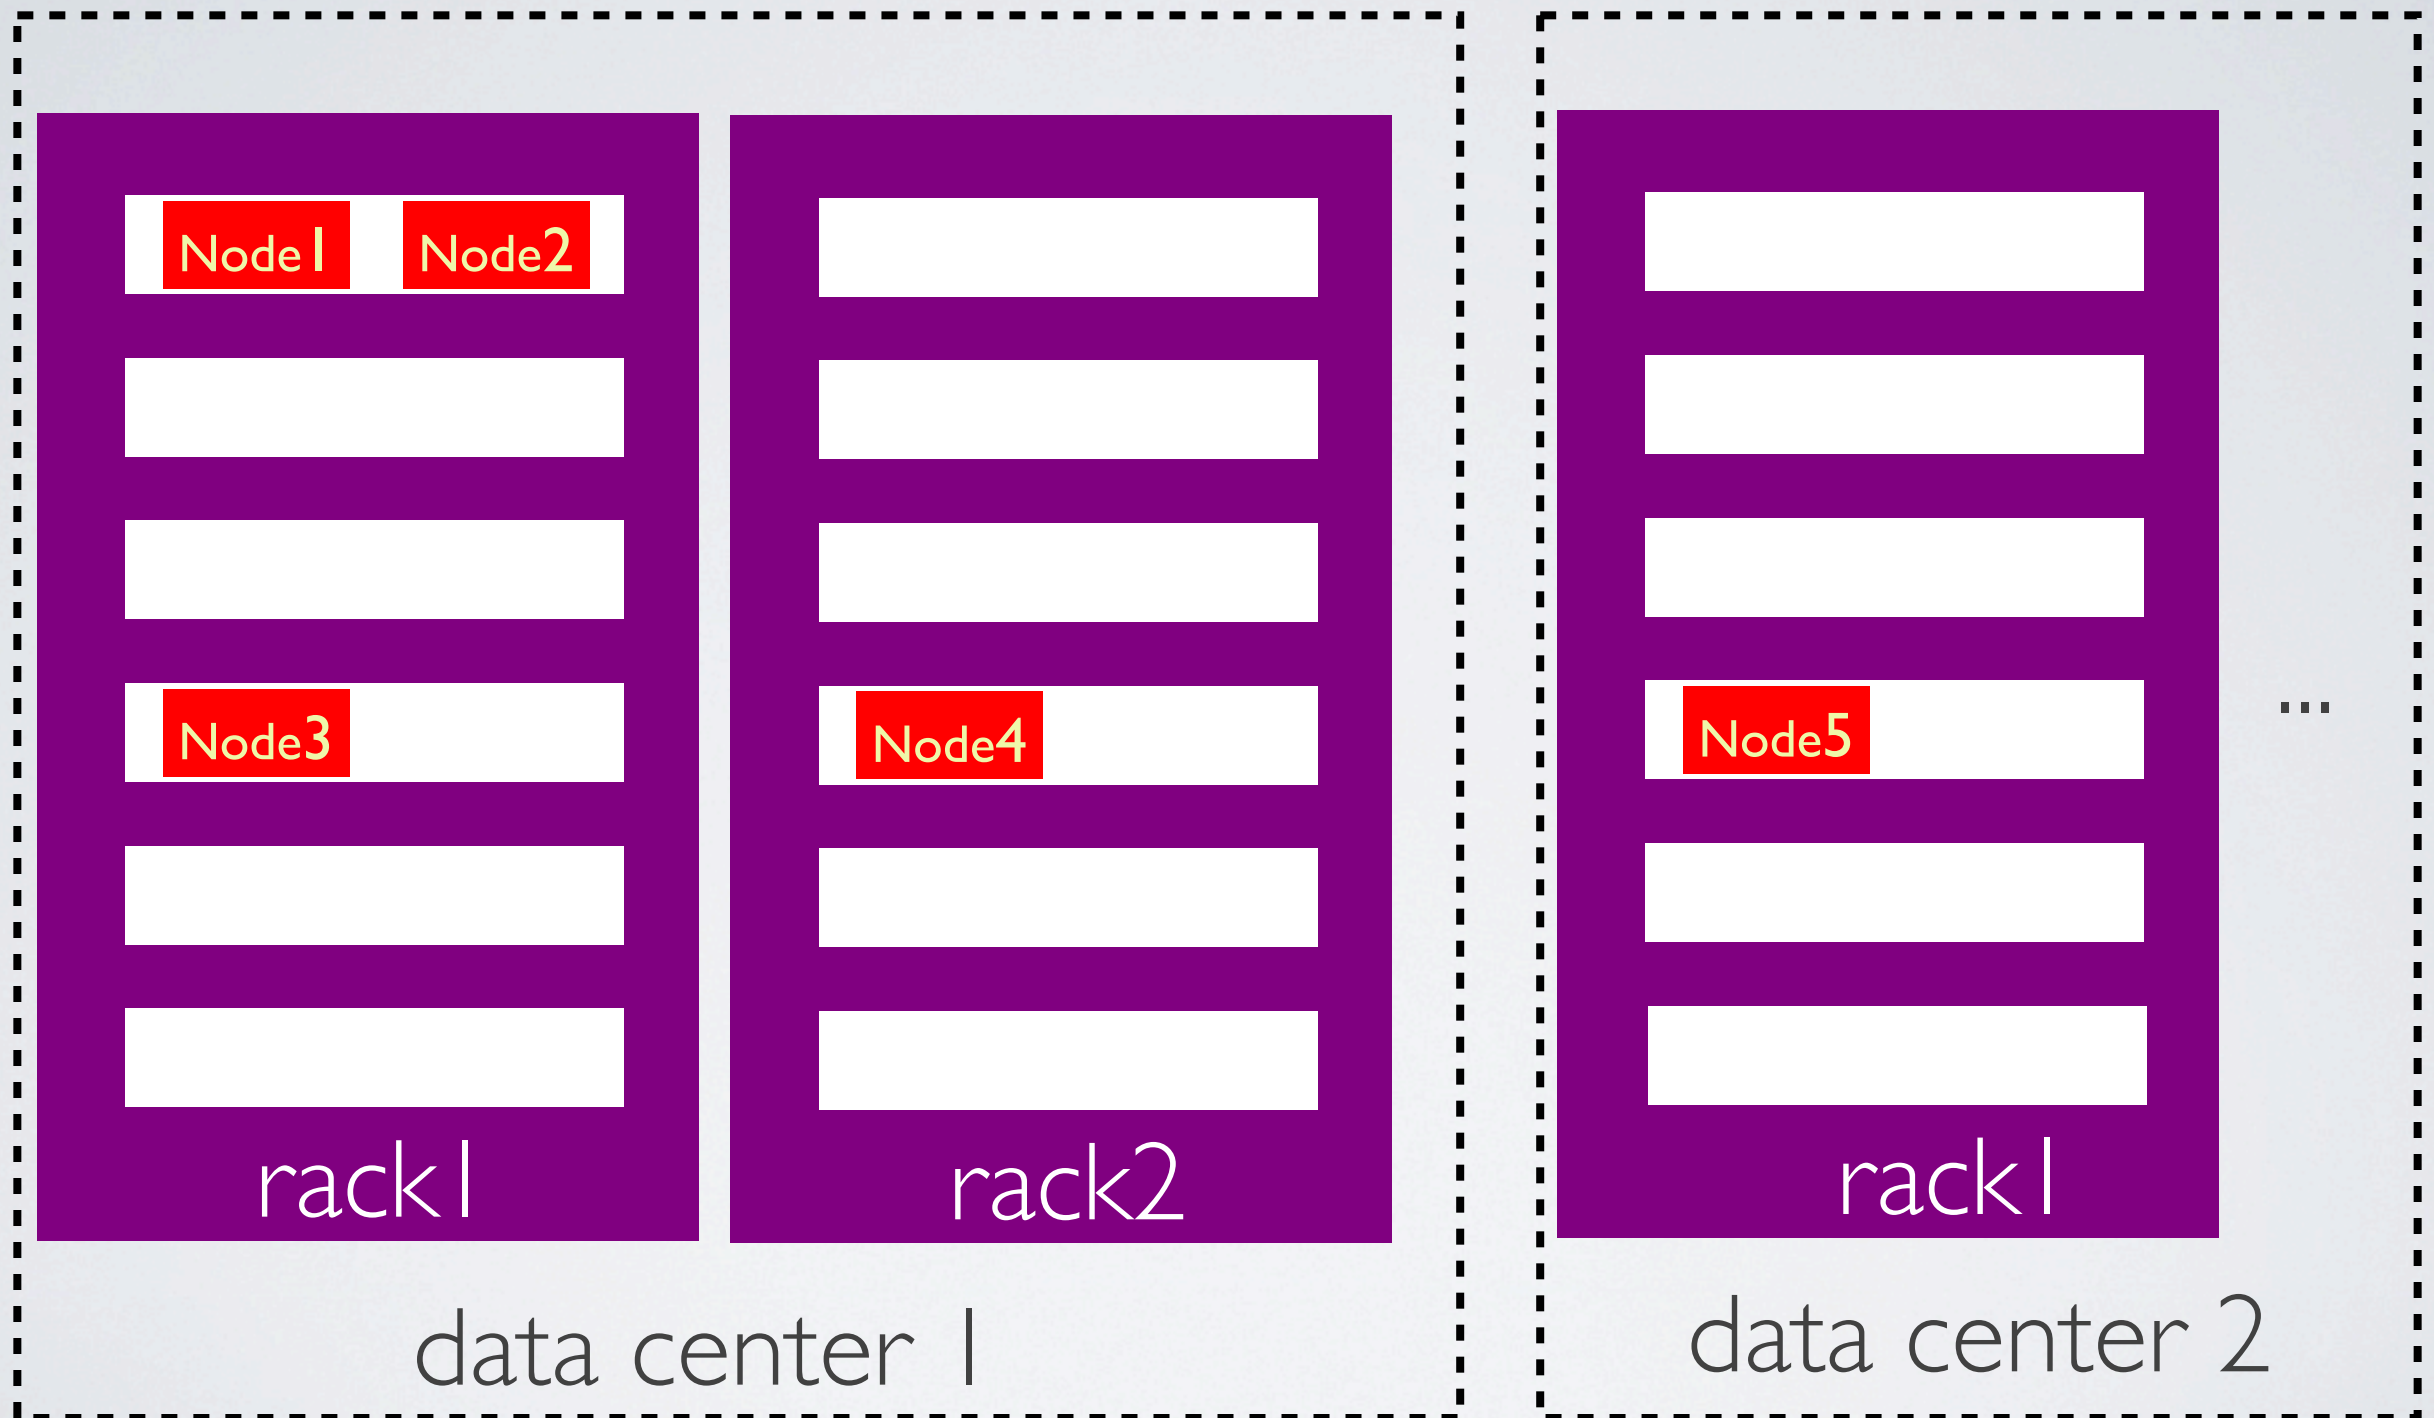 Node1 Node2
Node3
Node4
Node5
...
rack1
rack2
rack1
data center 1
data center 2